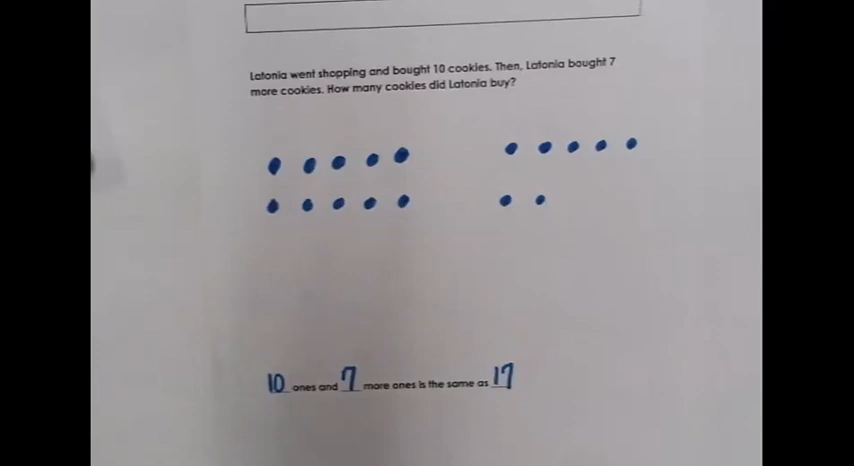 Latonia went shopping and bought 10 cookies. Then, Latonia bought 7
more cookies. How many cookies did Latonia buy?
10 ones and 7 more ones is the same as 17